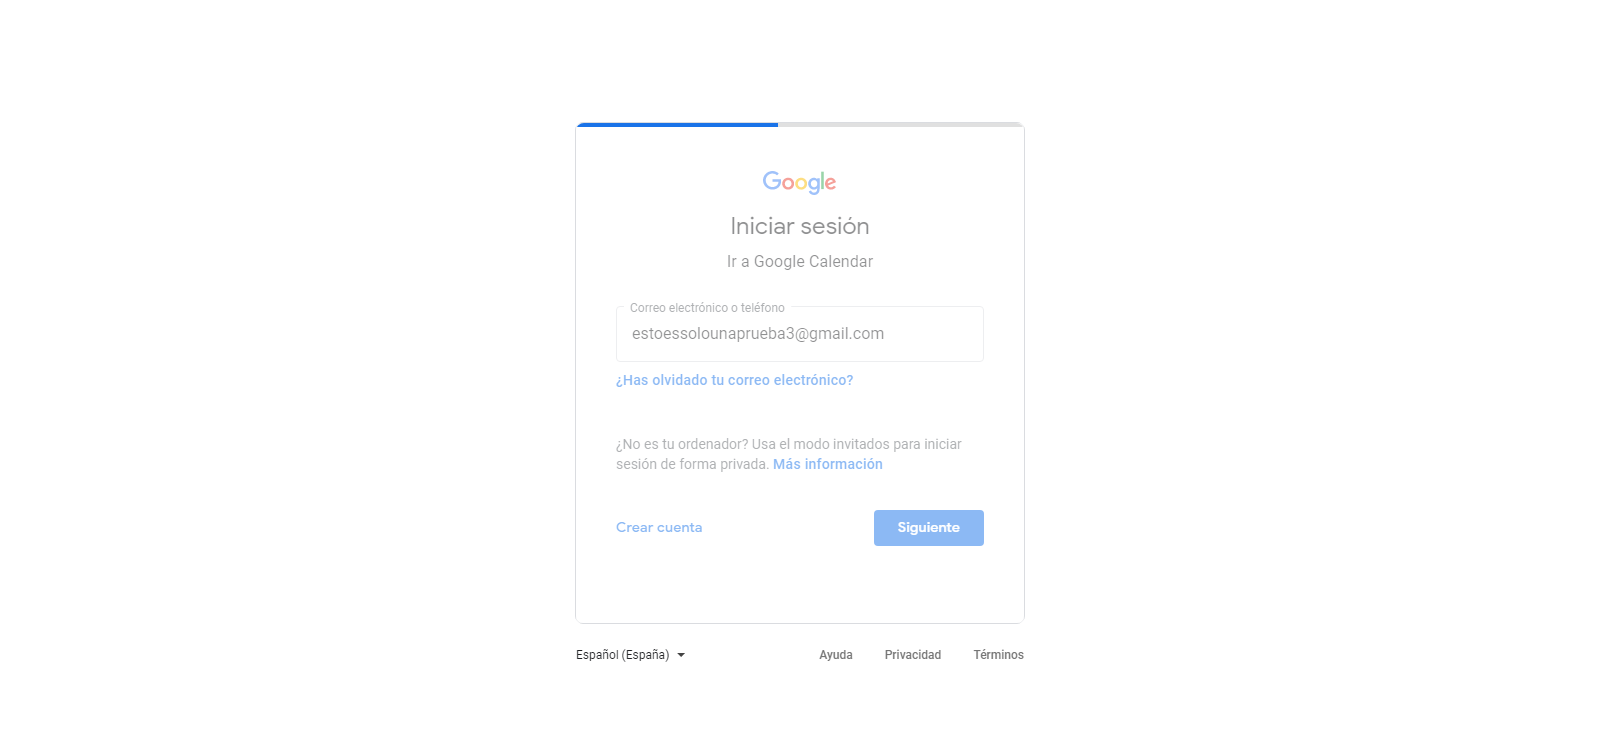 Google
Iniciar sesión
Ir a Google Calendar
Correo electrónico o teléfono
estoessolounaprueba3@gmail.com
¿Has olvidado tu correo electrónico?
¿No es tu ordenador? Usa el modo invitados para iniciar
sesión de forma privada. Más información
Crear cuenta Siguiente
Español (España) Ayuda Privacidad Términos